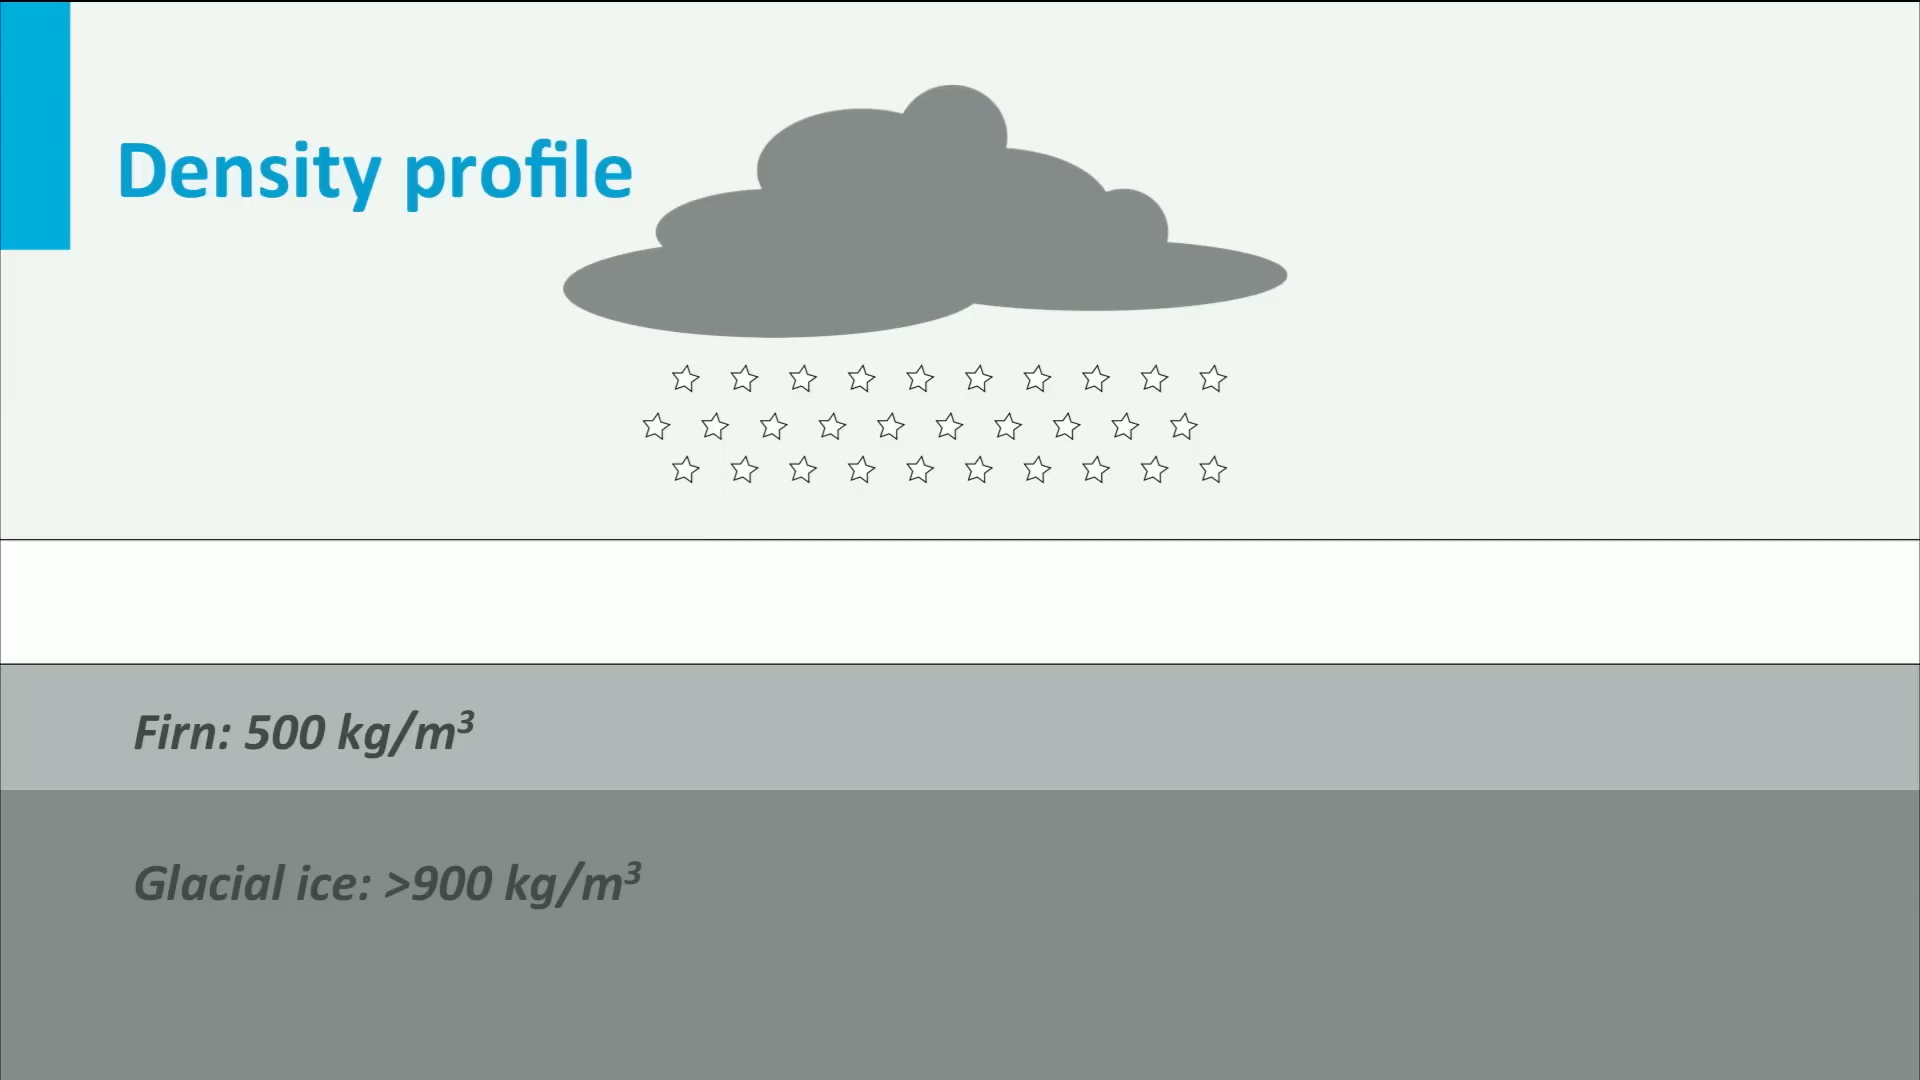 Density profile
Firn: 500 kg/m³
Glacial ice: >900 kg/m³